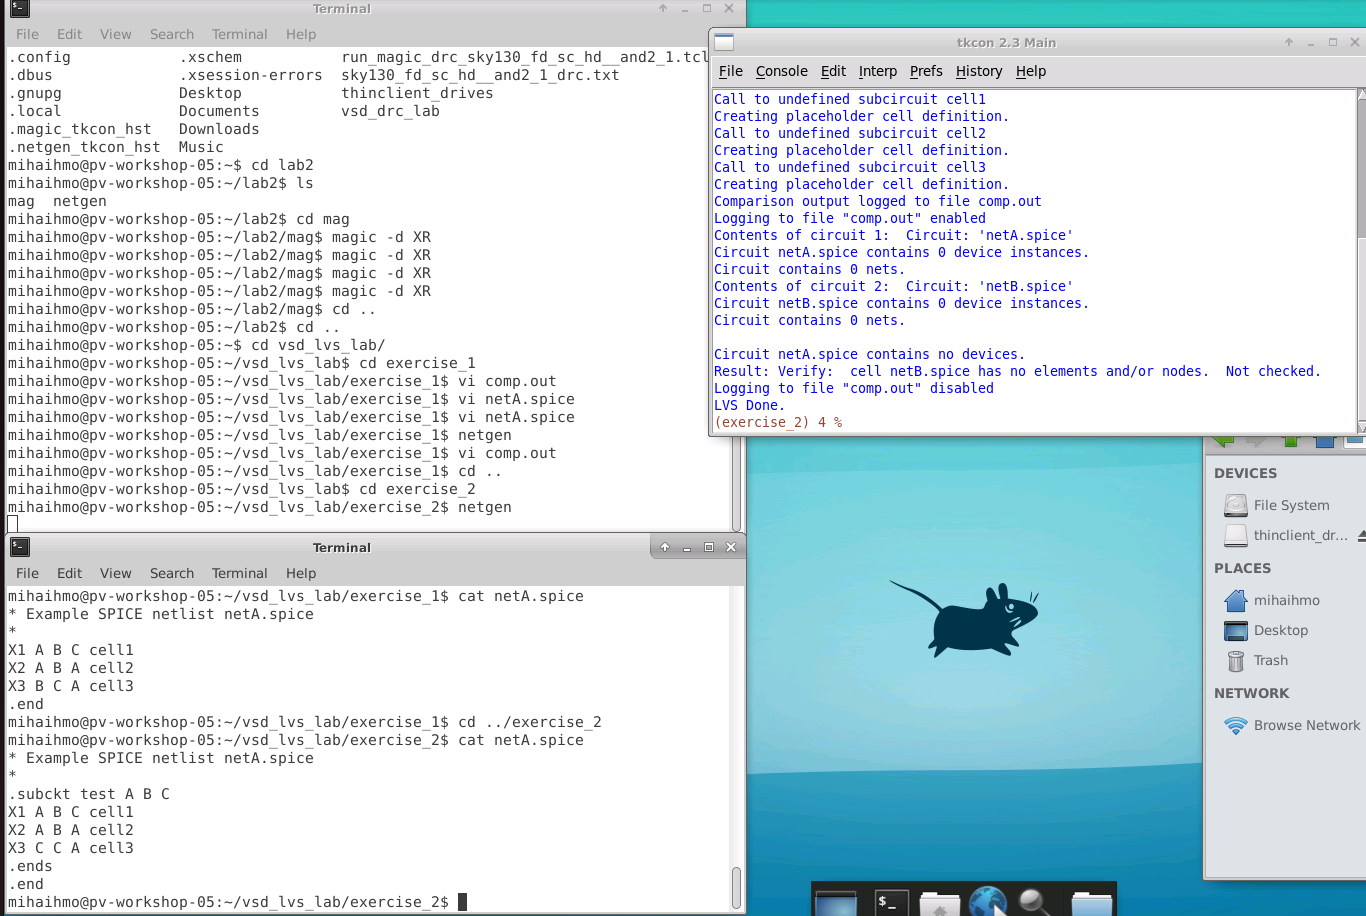 Terminal
File Edit View Search Terminal Help
.config .xschem run_magic_drc_sky130_fd_sc_hd__and2_1.tcl
.dbus .xsession-errors sky130_fd_sc_hd__and2_1_drc.txt
.gnupg Desktop thinclient_drives
.local Documents vsd_drc_lab
.magic_tkcon_hst Downloads
.netgen_tkcon_hst Music
mihaihmo@pv-workshop-05:~$ cd lab2
mihaihmo@pv-workshop-05:~/lab2$ ls
mag netgen
mihaihmo@pv-workshop-05:~/lab2$ cd mag
mihaihmo@pv-workshop-05:~/lab2/mag$ magic -d XR
mihaihmo@pv-workshop-05:~/lab2/mag$ magic -d XR
mihaihmo@pv-workshop-05:~/lab2/mag$ magic -d XR
mihaihmo@pv-workshop-05:~/lab2/mag$ magic -d XR
mihaihmo@pv-workshop-05:~/lab2/mag$ cd ..
mihaihmo@pv-workshop-05:~/lab2$ cd ..
mihaihmo@pv-workshop-05:~$ cd vsd_lvs_lab/
mihaihmo@pv-workshop-05:~/vsd_lvs_lab$ cd exercise_1
mihaihmo@pv-workshop-05:~/vsd_lvs_lab/exercise_1$ vi comp.out
mihaihmo@pv-workshop-05:~/vsd_lvs_lab/exercise_1$ vi netA.spice
mihaihmo@pv-workshop-05:~/vsd_lvs_lab/exercise_1$ vi netA.spice
mihaihmo@pv-workshop-05:~/vsd_lvs_lab/exercise_1$ netgen
mihaihmo@pv-workshop-05:~/vsd_lvs_lab/exercise_1$ vi comp.out
mihaihmo@pv-workshop-05:~/vsd_lvs_lab/exercise_1$ cd ..
mihaihmo@pv-workshop-05:~/vsd_lvs_lab$ cd exercise_2
mihaihmo@pv-workshop-05:~/vsd_lvs_lab/exercise_2$ netgen
Terminal
File Edit View Search Terminal Help
mihaihmo@pv-workshop-05:~/vsd_lvs_lab/exercise_1$ cat netA.spice
* Example SPICE netlist netA.spice
*
X1 A B C cell1
X2 A B A cell2
X3 B C A cell3
.end
mihaihmo@pv-workshop-05:~/vsd_lvs_lab/exercise_1$ cd ../exercise_2
mihaihmo@pv-workshop-05:~/vsd_lvs_lab/exercise_2$ cat netA.spice
* Example SPICE netlist netA.spice
*
.subckt test A B C
X1 A B C cell1
X2 A B A cell2
X3 C C A cell3
.ends
.end
mihaihmo@pv-workshop-05:~/vsd_lvs_lab/exercise_2$
tkcon 2.3 Main
File Console Edit Interp Prefs History Help
Call to undefined subcircuit cell1
Creating placeholder cell definition.
Call to undefined subcircuit cell2
Creating placeholder cell definition.
Call to undefined subcircuit cell3
Creating placeholder cell definition.
Comparison output logged to file comp.out
Logging to file "comp.out" enabled
Contents of circuit 1: Circuit: 'netA.spice'
Circuit netA.spice contains 0 device instances.
Circuit contains 0 nets.
Contents of circuit 2: Circuit: 'netB.spice'
Circuit netB.spice contains 0 device instances.
Circuit contains 0 nets.
Circuit netA.spice contains no devices.
Result: Verify: cell netB.spice has no elements and/or nodes. Not checked.
Logging to file "comp.out" disabled
LVS Done.
(exercise_2) 4 %
DEVICES
File System
thinclient_dr...
PLACES
mihaihmo
Desktop
Trash
NETWORK
Browse Network